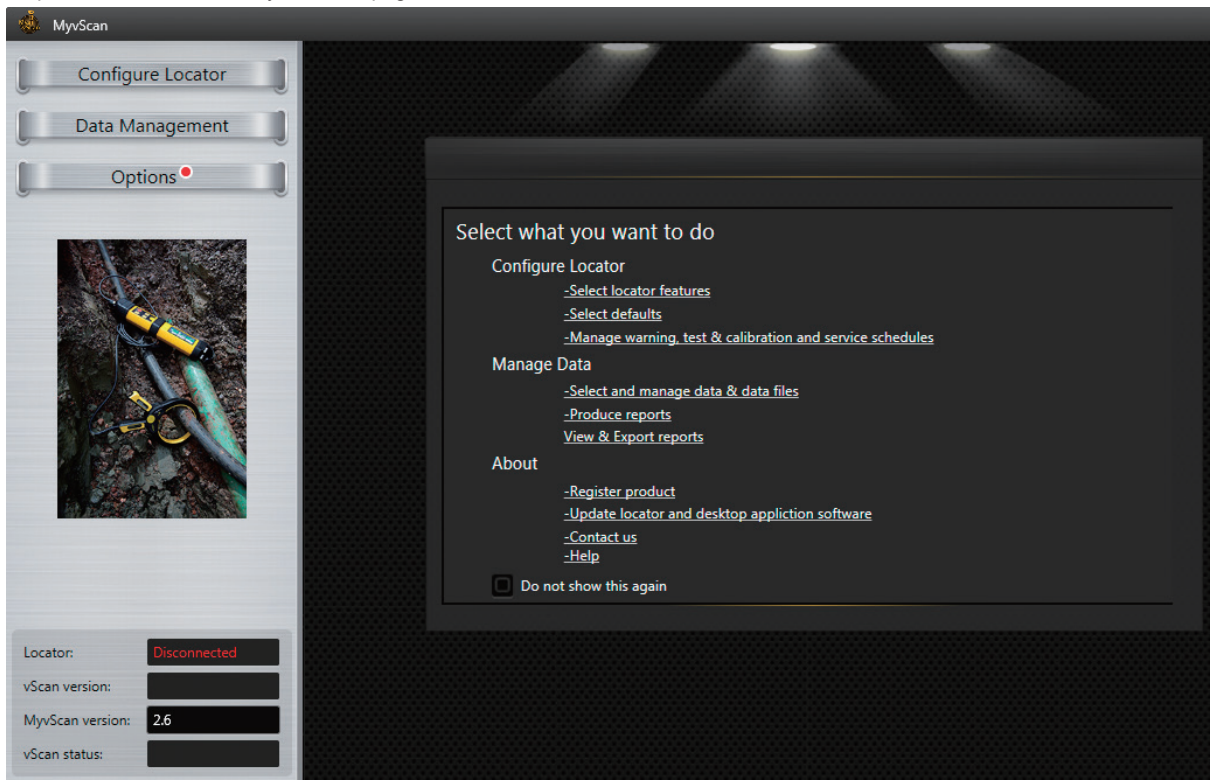 MyvScan
Configure Locator
Data Management
Options
Select what you want to do
Configure Locator
-Select locator features
-Select defaults
-Manage warning, test & calibration and service schedules
Manage Data
-Select and manage data & data files
-Produce reports
View & Export reports
About
-Register product
-Update locator and desktop appliction software
-Contact us
-Help
Do not show this again
Locator: Disconnected
vScan version:
MyvScan version: 2.6
vScan status: